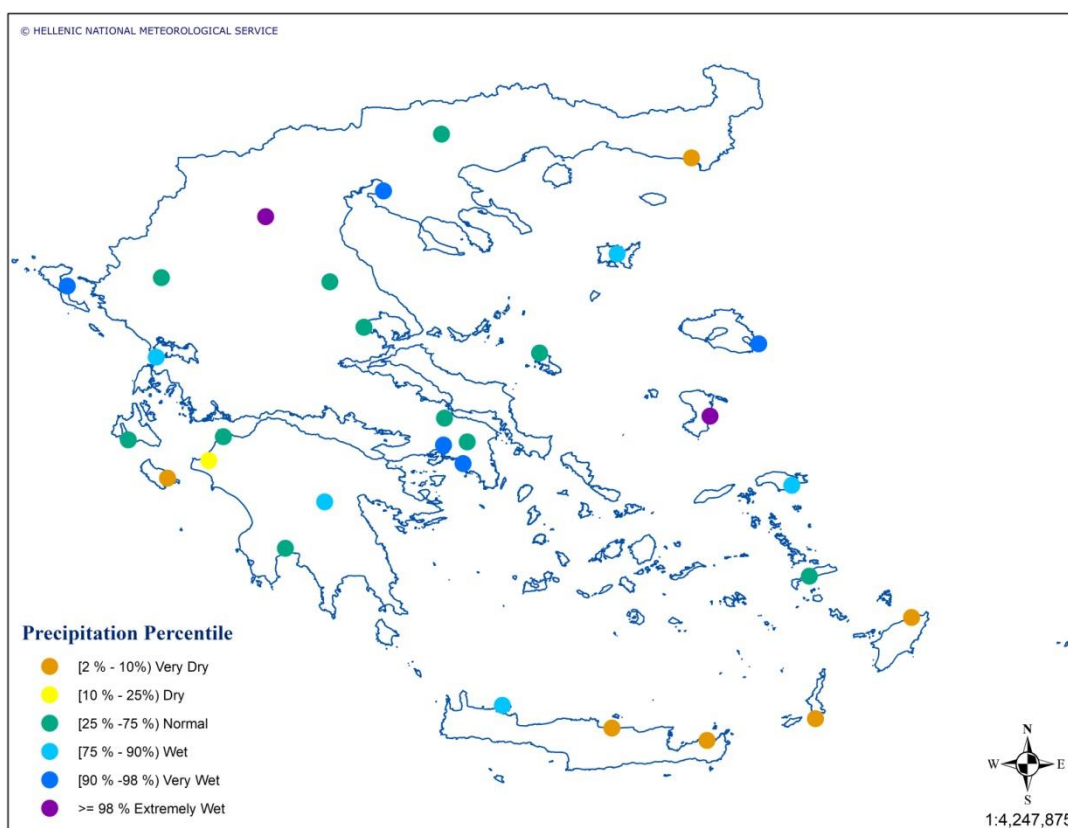 © HELLENIC NATIONAL METEOROLOGICAL SERVICE
Precipitation Percentile
[2 % - 10%) Very Dry
[10 % - 25%) Dry
[25 % -75 %) Normal
[75 % - 90%) Wet
[90 % -98 %) Very Wet
>= 98 % Extremely Wet
N
W E
S
1:4,247,875